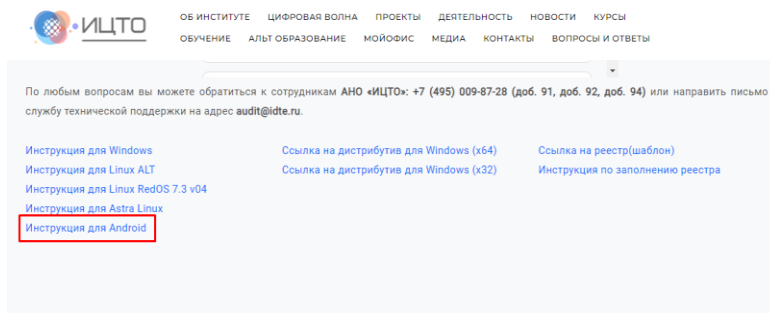 ИЦТО
ОБ ИНСТИТУТЕ ЦИФРОВАЯ ВОЛНА ПРОЕКТЫ ДЕЯТЕЛЬНОСТЬ НОВОСТИ КУРСЫ
ОБУЧЕНИЕ АЛЬТ ОБРАЗОВАНИЕ МОЙОФИС МЕДИА КОНТАКТЫ ВОПРОСЫ И ОТВЕТЫ
По любым вопросам вы можете обратиться к сотрудникам АНО «ИЦТО»: +7 (495) 009-87-28 (доб. 91, доб. 92, доб. 94) или направить письмо
службу технической поддержки на адрес audit@idte.ru.
Инструкция для Windows Ссылка на дистрибутив для Windows (x64) Ссылка на реестр(шаблон)
Инструкция для Linux ALT Ссылка на дистрибутив для Windows (x32) Инструкция по заполнению реестра
Инструкция для Linux RedOS 7.3 v04
Инструкция для Astra Linux
Инструкция для Android